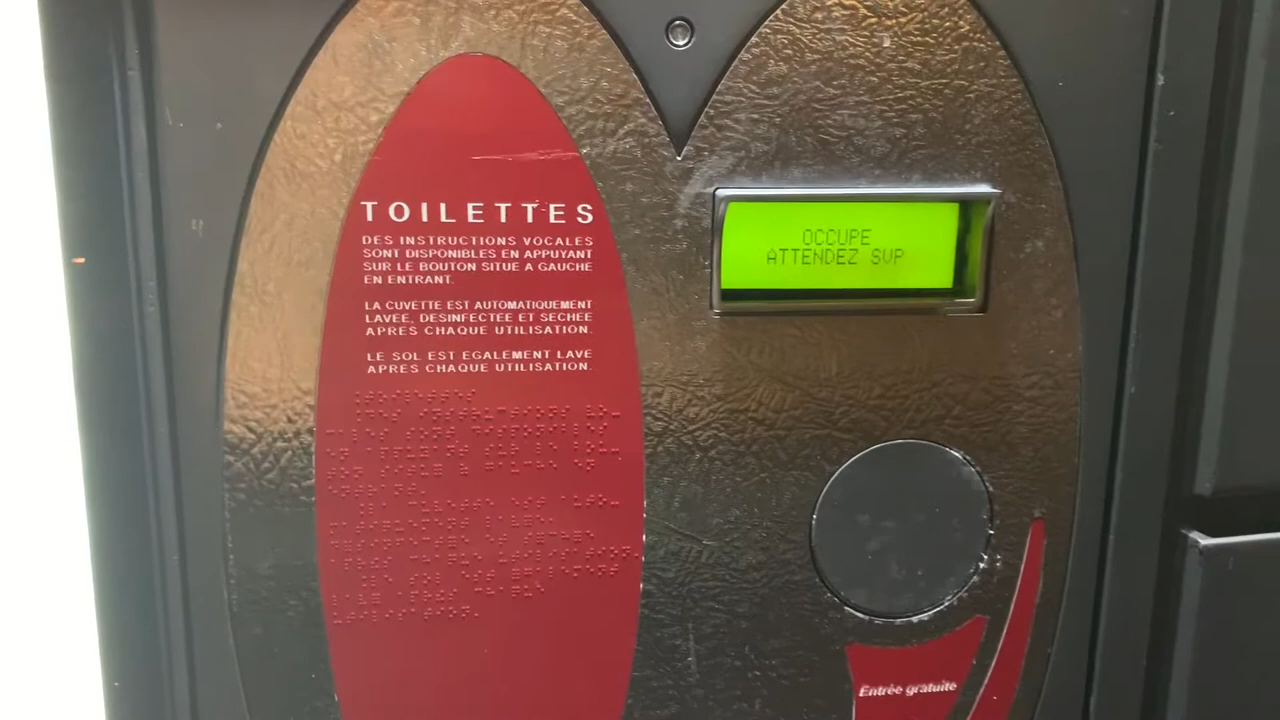 TOILETTES
DES INSTRUCTIONS VOCALES
SONT DISPONIBLES EN APPUYANT
SUR LE BOUTON SITUE A GAUCHE
EN ENTRANT.
LA CUVETTE EST AUTOMATIQUEMENT
LAVEE, DESINFECTEE ET SECHEE
APRES CHAQUE UTILISATION.
LE SOL EST EGALEMENT LAVE
APRES CHAQUE UTILISATION.
OCCUPE
ATTENDEZ SVP
Entrée gratuite